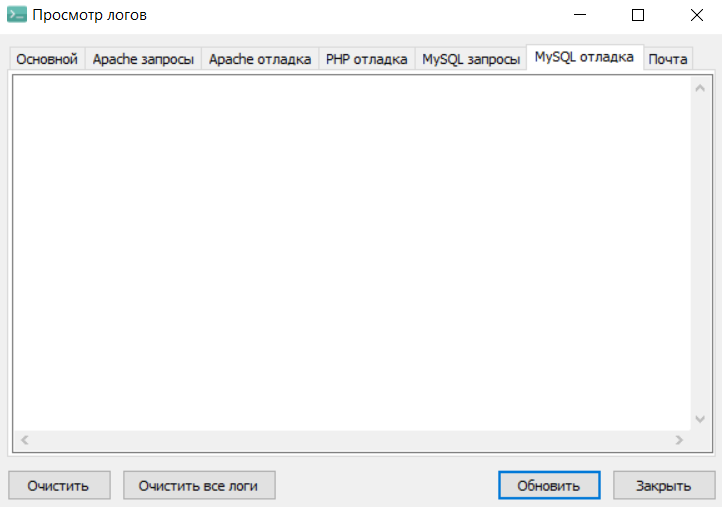 Просмотр логов
Основной Apache запросы Apache отладка PHP отладка MySQL запросы MySQL отладка Почта
Очистить Очистить все логи Обновить Закрыть